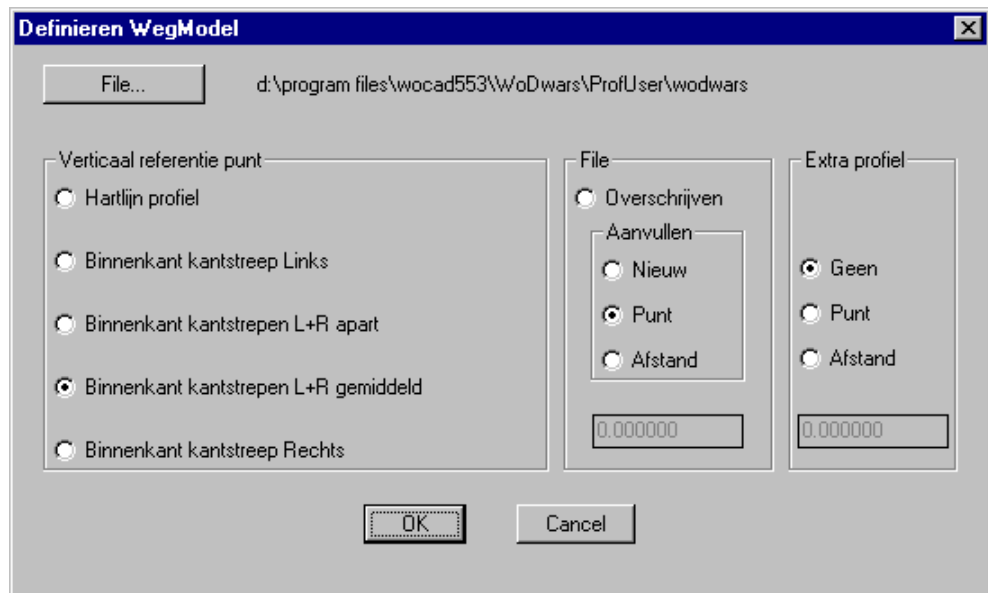 Definieren WegModel
File...
d:\program files\wocad553\WoDwars\ProfUser\wodwars
Verticaal referentie punt
Hartlijn profiel
Binnenkant kantstreep Links
Binnenkant kantstrepen L+R apart
Binnenkant kantstrepen L+R gemiddeld
Binnenkant kantstreep Rechts
File
Overschrijven
Aanvullen
Nieuw
Punt
Afstand
0.000000
Extra profiel
Geen
Punt
Afstand
0.000000
OK
Cancel